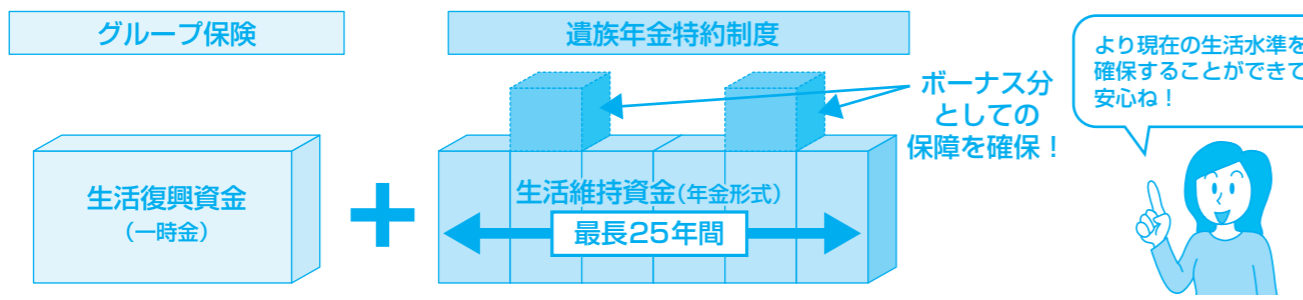 グループ保険
遺族年金特約制度
生活復興資金
（一時金）
生活維持資金（年金形式）
最長25年間
ボーナス分
としての
保障を確保！
より現在の生活水準を
確保することができて
安心ね！